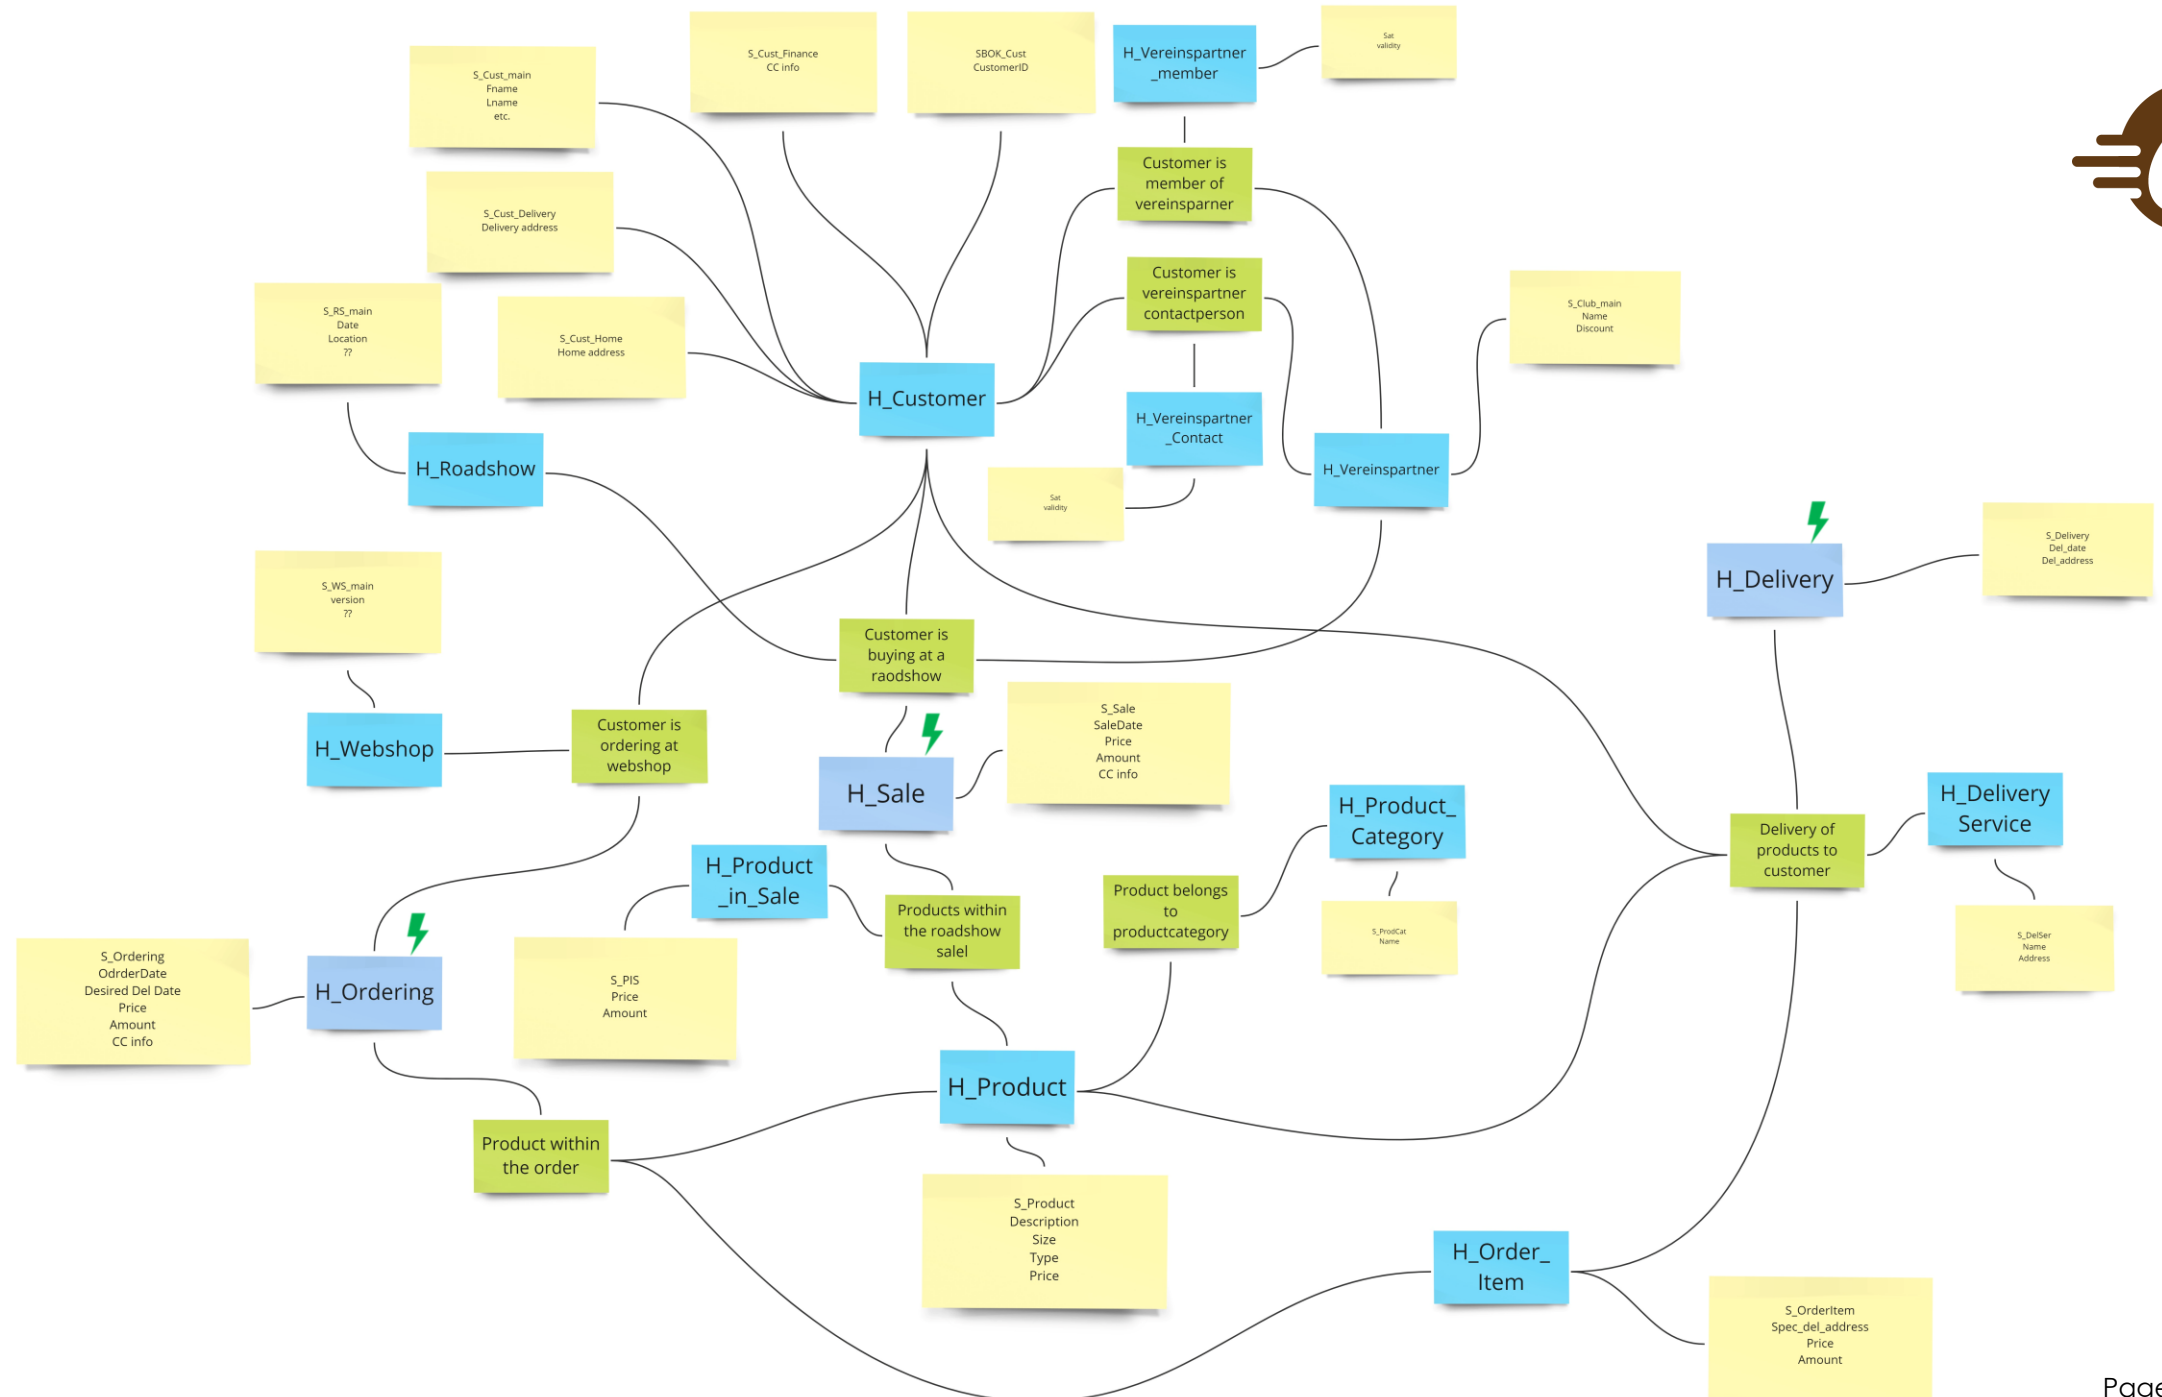 S_Cust_main
Fname
Lname
etc.
S_Cust_Finance
CC info
SBOK_Cust
CustomerID
H_Vereinspartner
_member
Sat
validity
Customer is
member of
vereinsparner
S_Cust_Delivery
Delivery address
Customer is
vereinspartner
contactperson
S_RS_main
Date
Location
??
S_Cust_Home
Home address
S_Club_main
Name
Discount
H_Customer
H_Vereinspartner
_Contact
H_Roadshow
H_Vereinspartner
Sat
validity
S_WS_main
version
??
H_Delivery
S_Delivery
Del_date
Del_address
Customer is
buying at a
raodshow
H_Webshop
Customer is
ordering at
webshop
S_Sale
SaleDate
Price
Amount
CC info
H_Sale
H_Product_
Category
H_Delivery
Service
Delivery of
products to
customer
H_Product
_in_Sale
Products within
the roadshow
salel
Product belongs
to
productcategory
S_ProdCat
Name
S_DelSer
Name
Address
S_Ordering
OdrderDate
Desired Del Date
Price
Amount
CC info
H_Ordering
S_PIS
Price
Amount
H_Product
Product within
the order
S_Product
Description
Size
Type
Price
H_Order_
Item
S_OrderItem
Spec_del_address
Price
Amount
Page